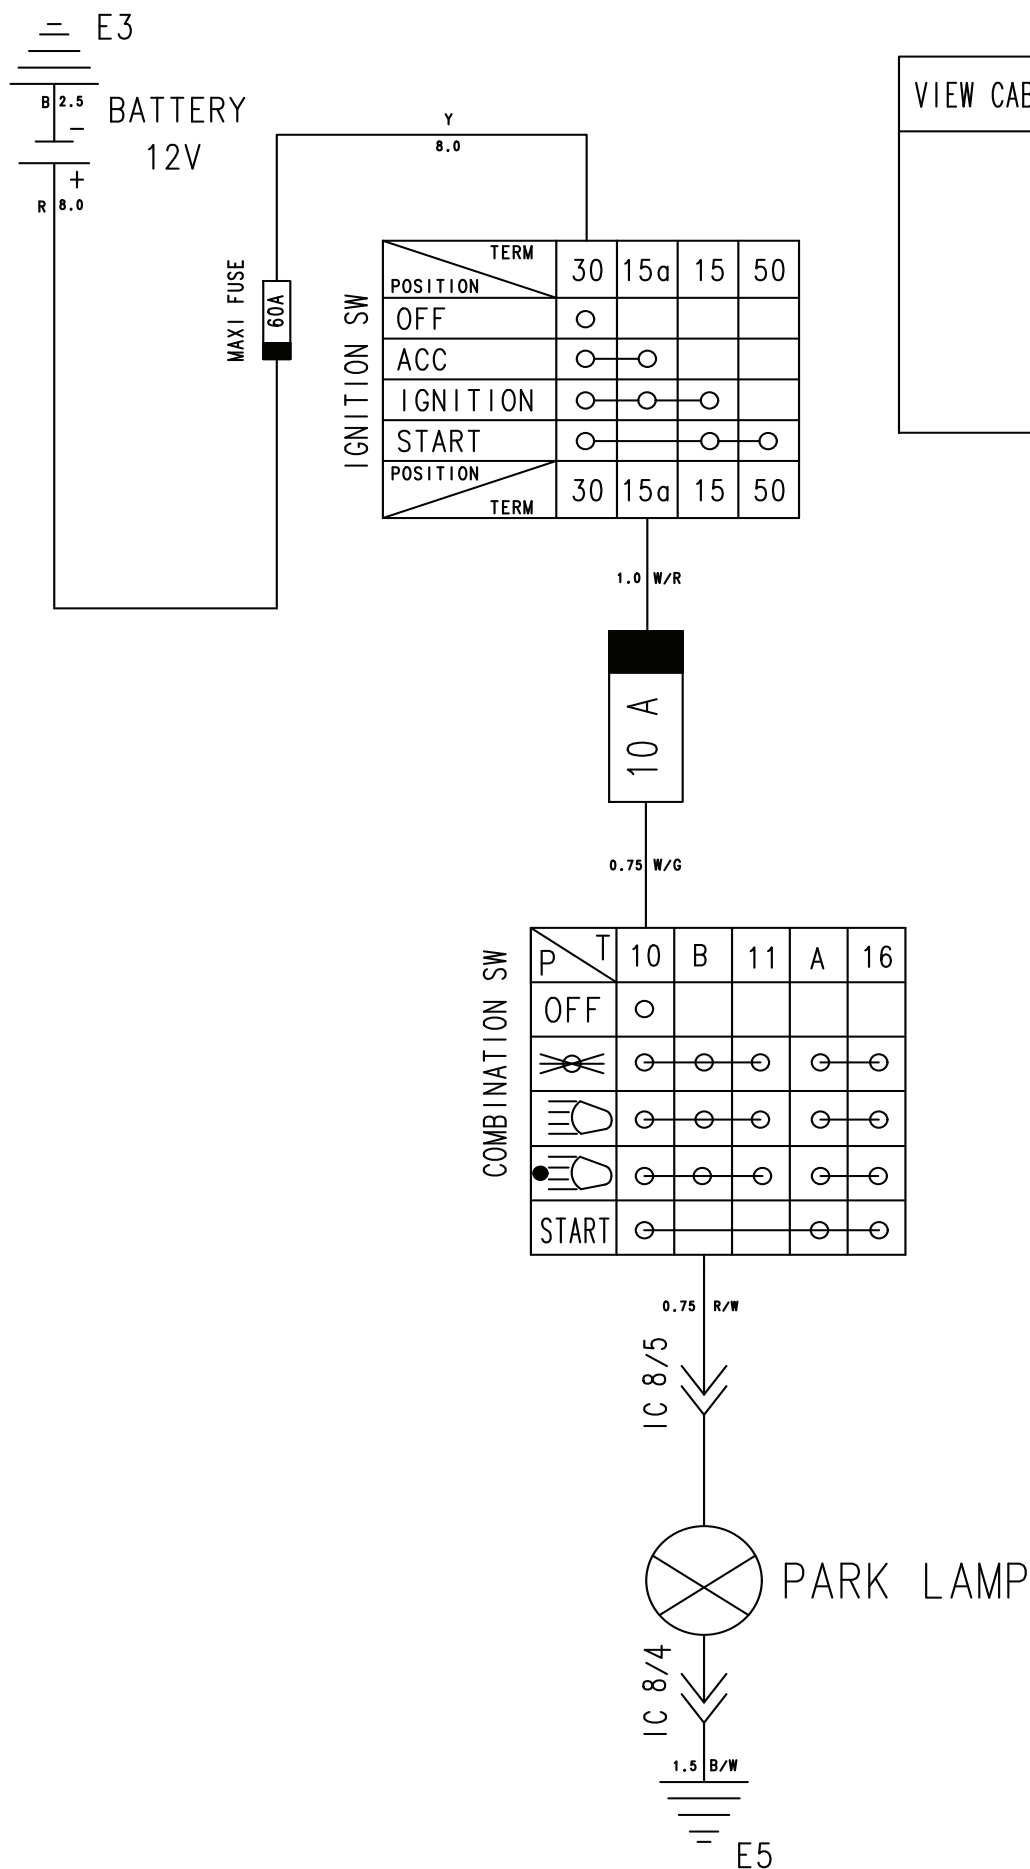 E3
B 2.5
BATTERY
12V
-
+
R 8.0
Y
8.0
VIEW CAB
MAXI FUSE
60A
IGNITION SW
TERM
POSITION
30 15a 15 50
OFF
ACC
IGNITION
START
POSITION
TERM
30 15a 15 50
1.0 W/R
10 A
0.75 W/G
COMBINATION SW
P T 10 B 11 A 16
OFF
START
0.75 R/W
IC 8/5
PARK LAMP
IC 8/4
1.5 B/W
E5